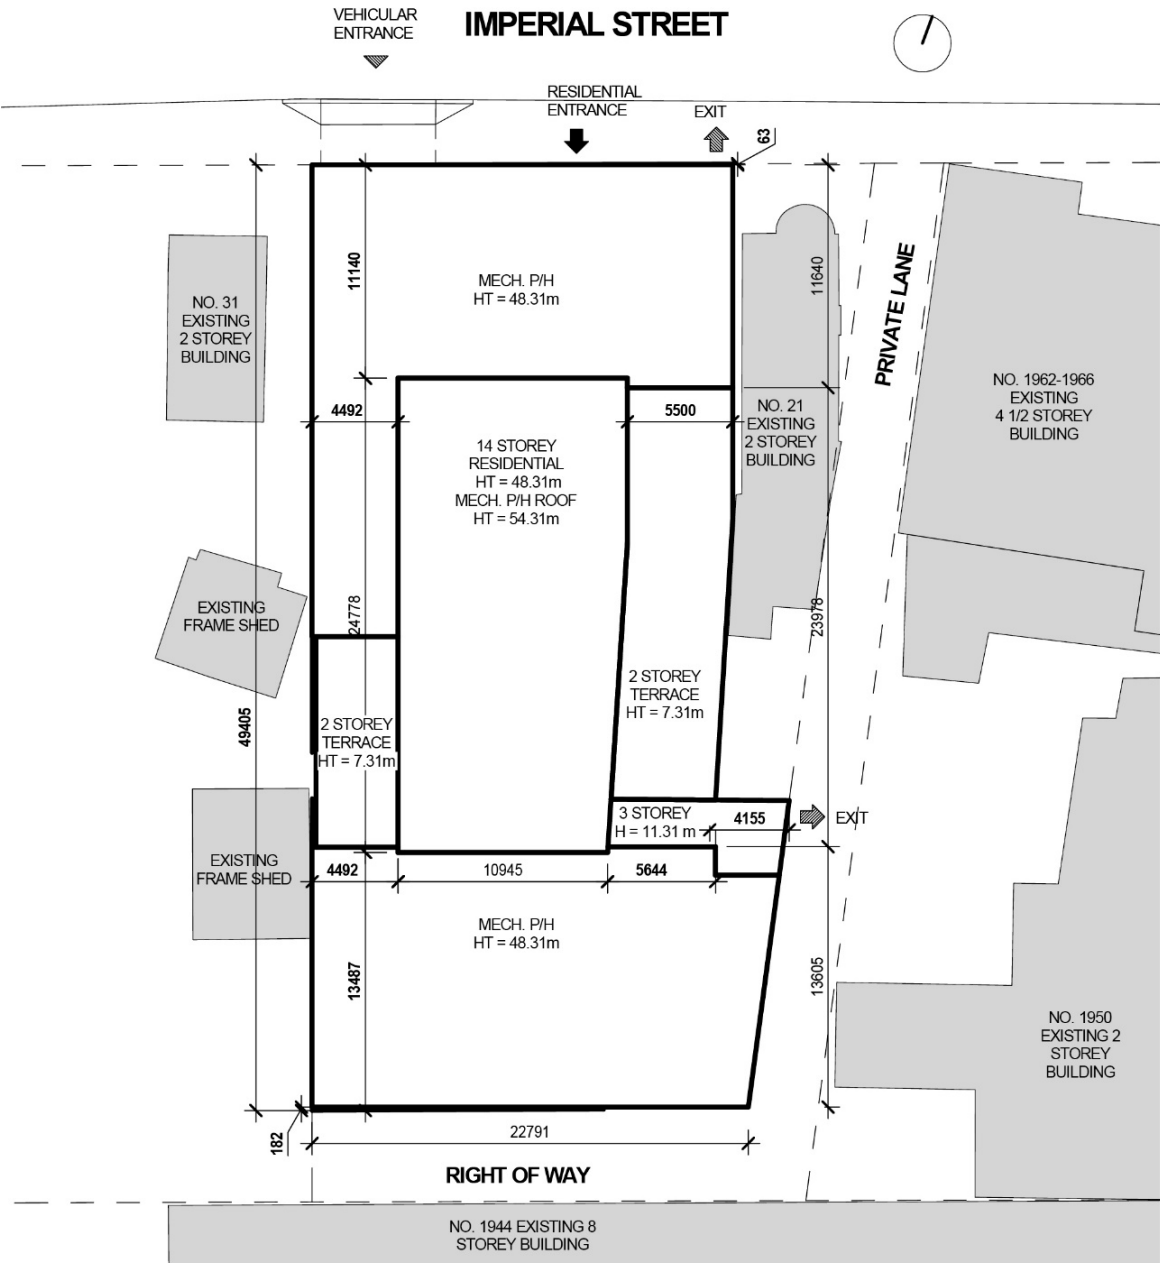 VEHICULAR
ENTRANCE
IMPERIAL STREET
RESIDENTIAL
ENTRANCE
EXIT
63
11140
MECH. P/H
HT = 48.31m
11640
PRIVATE LANE
NO. 31
EXISTING
2 STOREY
BUILDING
NO. 1962-1966
EXISTING
4 1/2 STOREY
BUILDING
4492
5500
NO. 21
EXISTING
2 STOREY
BUILDING
14 STOREY
RESIDENTIAL
HT = 48.31m
MECH. P/H ROOF
HT = 54.31m
EXISTING
FRAME SHED
24778
23978
2 STOREY
TERRACE
HT = 7.31m
49405
2 STOREY
TERRACE
HT = 7.31m
3 STOREY
H = 11.31 m
4155
EXIT
EXISTING
FRAME SHED
4492
10945
5644
MECH. P/H
HT = 48.31m
13487
13605
NO. 1950
EXISTING 2
STOREY
BUILDING
182
22791
RIGHT OF WAY
NO. 1944 EXISTING 8
STOREY BUILDING